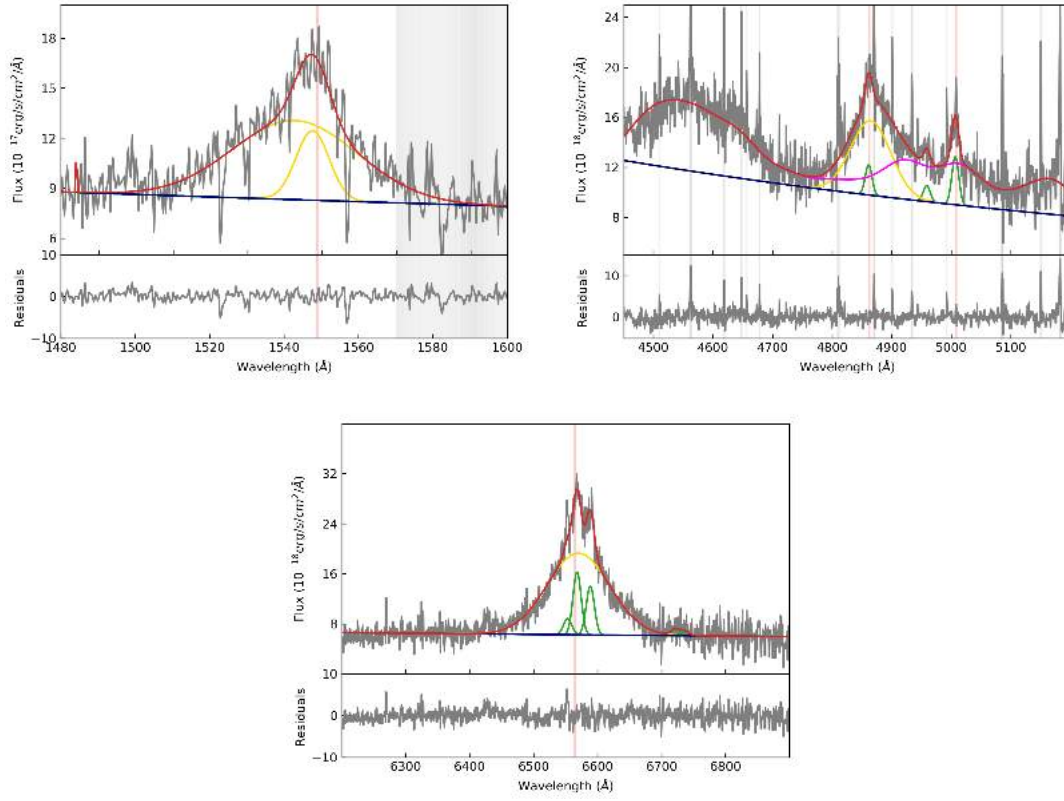 18
15
12
9
6
Flux (10⁻¹⁷erg/s/cm²/Å)
10
0
−10
Residuals
1480 1500 1520 1540 1560 1580 1600
Wavelength (Å)
24
20
16
12
8
Flux (10⁻¹⁸erg/s/cm²/Å)
10
0
Residuals
4500 4600 4700 4800 4900 5000 5100
Wavelength (Å)
32
24
16
8
Flux (10⁻¹⁸erg/s/cm²/Å)
10
0
−10
Residuals
6300 6400 6500 6600 6700 6800
Wavelength (Å)